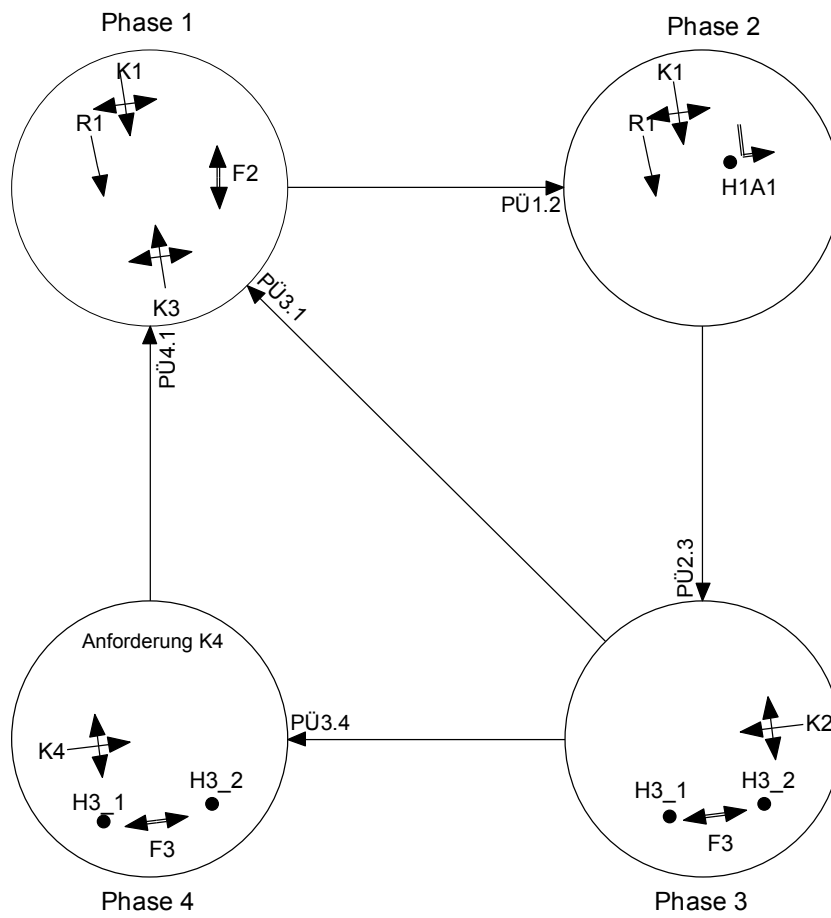 Phase 1
K1
R1
F2
K3
Phase 2
K1
R1
H1A1
PÜ1.2
PÜ3.1
PÜ4.1
PÜ2.3
Anforderung K4
K4
H3_1
H3_2
F3
Phase 4
PÜ3.4
K2
H3_1
H3_2
F3
Phase 3